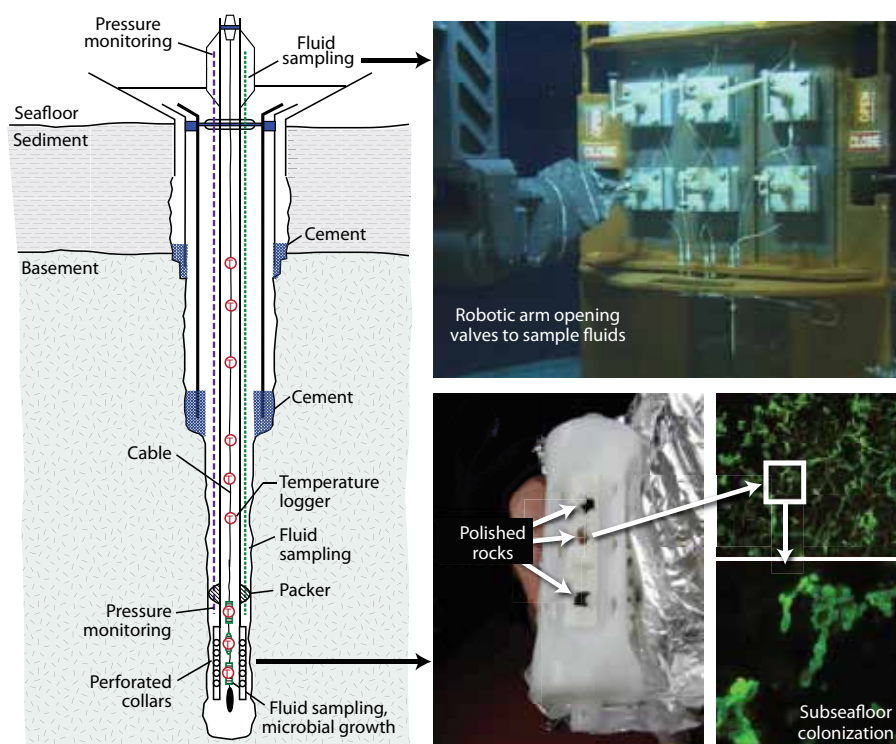 Pressure
monitoring
Fluid
sampling
Seafloor
Sediment
Cement
Basement
Cement
Cable
Temperature
logger
Fluid
sampling
Packer
Pressure
monitoring
Perforated
collars
Fluid sampling,
microbial growth
T
T
T
T
T
T
T
T
T
OPEN
CLOSE
OPEN
CLOSE
Robotic arm opening
valves to sample fluids
Polished
rocks
Subseafloor
colonization